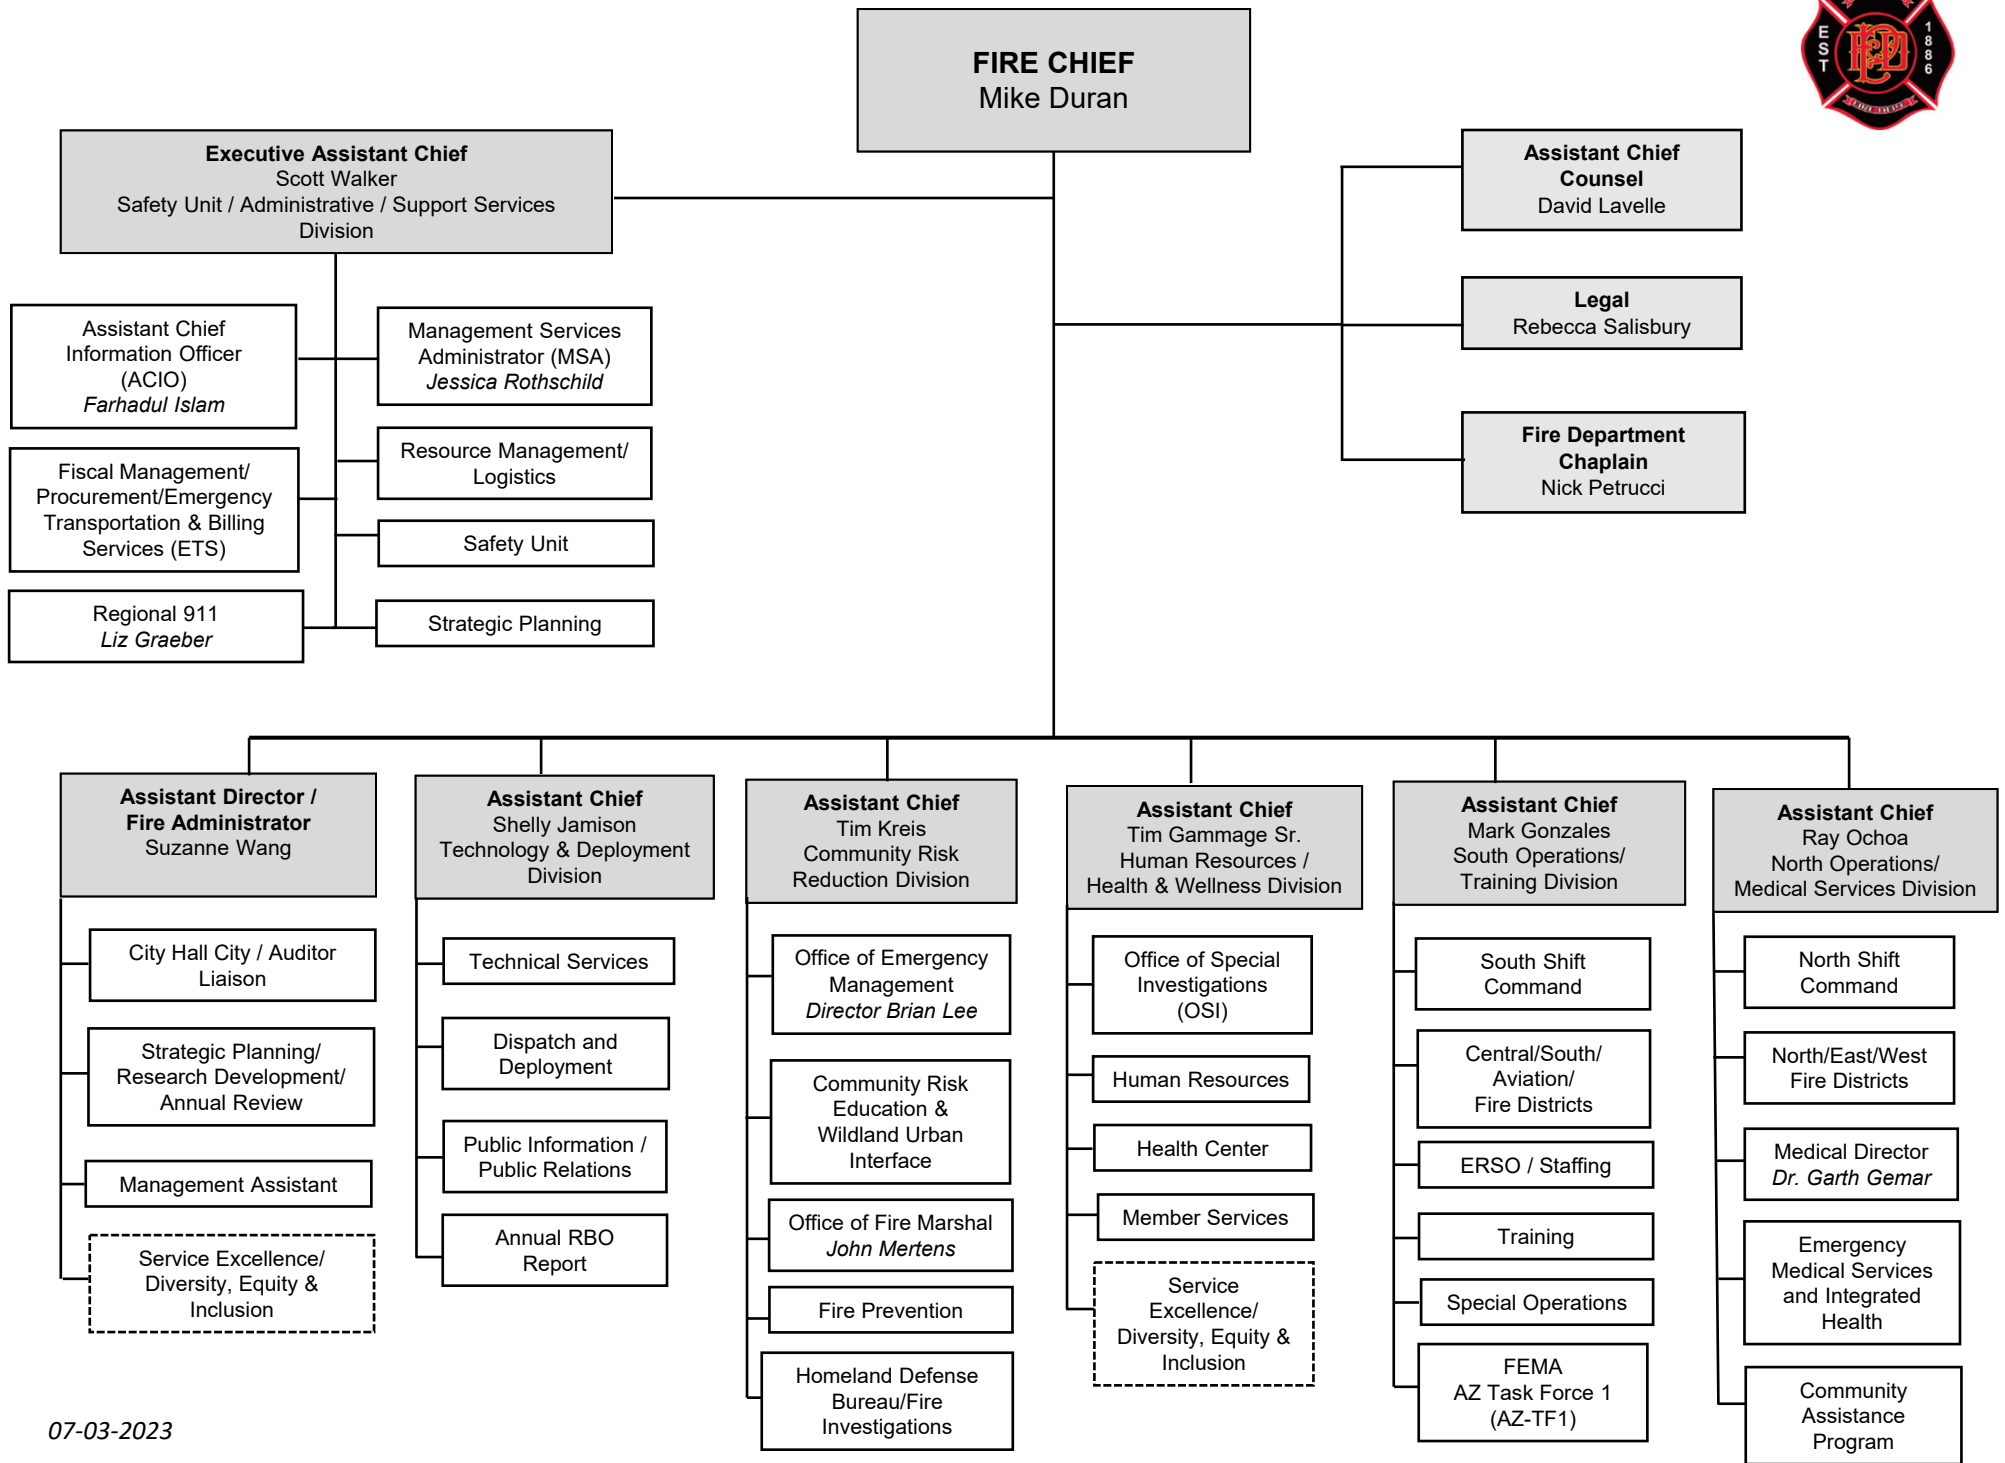 FIRE CHIEF
Mike Duran
EST
1886
Executive Assistant Chief
Scott Walker
Safety Unit / Administrative / Support Services
Division
Assistant Chief
Counsel
David Lavelle
Legal
Rebecca Salisbury
Fire Department
Chaplain
Nick Petrucci
Assistant Chief
Information Officer
(ACIO)
Farhadul Islam
Management Services
Administrator (MSA)
Jessica Rothschild
Fiscal Management/
Procurement/Emergency
Transportation & Billing
Services (ETS)
Resource Management/
Logistics
Safety Unit
Regional 911
Liz Graeber
Strategic Planning
Assistant Director /
Fire Administrator
Suzanne Wang
City Hall City / Auditor
Liaison
Strategic Planning/
Research Development/
Annual Review
Management Assistant
Service Excellence/
Diversity, Equity &
Inclusion
Assistant Chief
Shelly Jamison
Technology & Deployment
Division
Technical Services
Dispatch and
Deployment
Public Information /
Public Relations
Annual RBO
Report
Assistant Chief
Tim Kreis
Community Risk
Reduction Division
Office of Emergency
Management
Director Brian Lee
Community Risk
Education &
Wildland Urban
Interface
Office of Fire Marshal
John Mertens
Fire Prevention
Homeland Defense
Bureau/Fire
Investigations
Assistant Chief
Tim Gammage Sr.
Human Resources /
Health & Wellness Division
Office of Special
Investigations
(OSI)
Human Resources
Health Center
Member Services
Service
Excellence/
Diversity, Equity &
Inclusion
Assistant Chief
Mark Gonzales
South Operations/
Training Division
South Shift
Command
Central/South/
Aviation/
Fire Districts
ERSO / Staffing
Training
Special Operations
FEMA
AZ Task Force 1
(AZ-TF1)
Assistant Chief
Ray Ochoa
North Operations/
Medical Services Division
North Shift
Command
North/East/West
Fire Districts
Medical Director
Dr. Garth Gemar
Emergency
Medical Services
and Integrated
Health
Community
Assistance
Program
07-03-2023